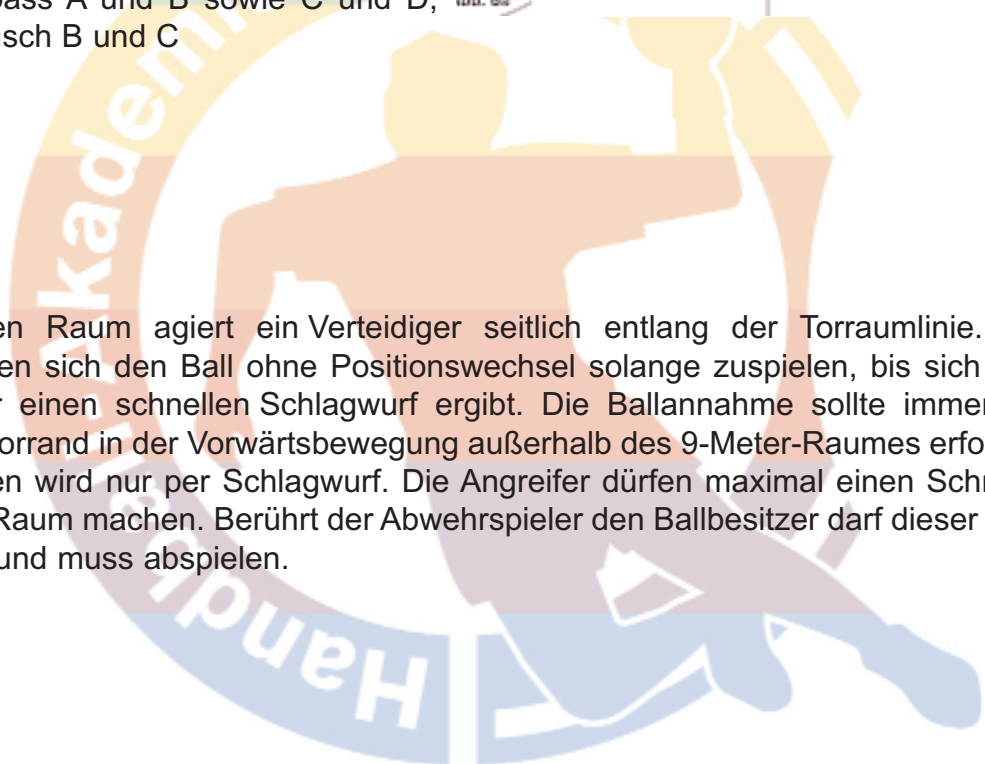 pass A und B sowie C und D,
sch B und C
en Raum agiert ein Verteidiger seitlich entlang der Torraumlinie.
en sich den Ball ohne Positionswechsel solange zuspielen, bis sich
r einen schnellen Schlagwurf ergibt. Die Ballannahme sollte imme
orrand in der Vorwärtsbewegung außerhalb des 9-Meter-Raumes erfo
en wird nur per Schlagwurf. Die Angreifer dürfen maximal einen Schr
Raum machen. Berührt der Abwehrspieler den Ballbesitzer darf dieser
und muss abspielen.
Handball-Akademi